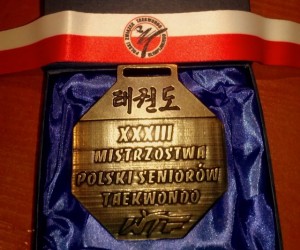 태권도
XXXIII
MISTRZOSTWA
POLSKI SENIORÓW
TAEKWONDO